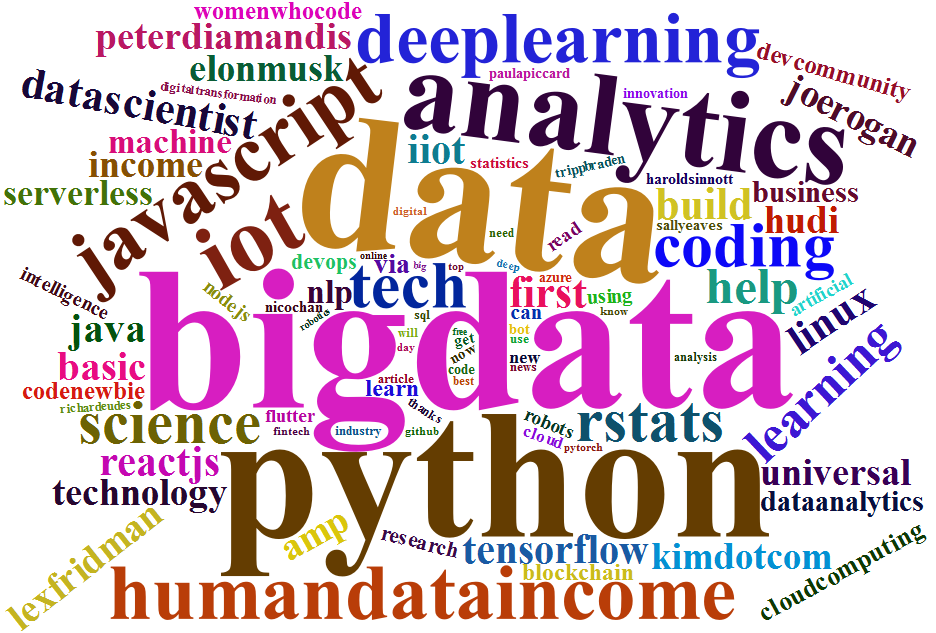 womenwhocode
peterdiamandis
deeplearning
elonmusk
datascientist
digitaltransformation
javascript
analytics
paulapiccard
innovation
devcommunity
joerogan
machine
income
serverless
iiot
statistics
trippbraden
haroldsinnott
business
iot
data
digital
need
read
build
sallyeaves
hudi
coding
devops
online
via
big
top
deep
azure
intelligence
nodejs
nicochan
nlp
tech
first
using
help
artificial
linux
robotics
sql
can
know
java
bigdata
will
free
get
bot
use
day
now
new
analysis
basic
code
news
article
best
codenewbie
learn
thanks
learning
richardeudes
science
flutter
fintech
industry
github
robots
cloud
pytorch
rstats
reactjs
python
universal
technology
dataanalytics
lexfridman
amp
research
tensorflow
kimdotcom
blockchain
cloudcomputing
humandataincome